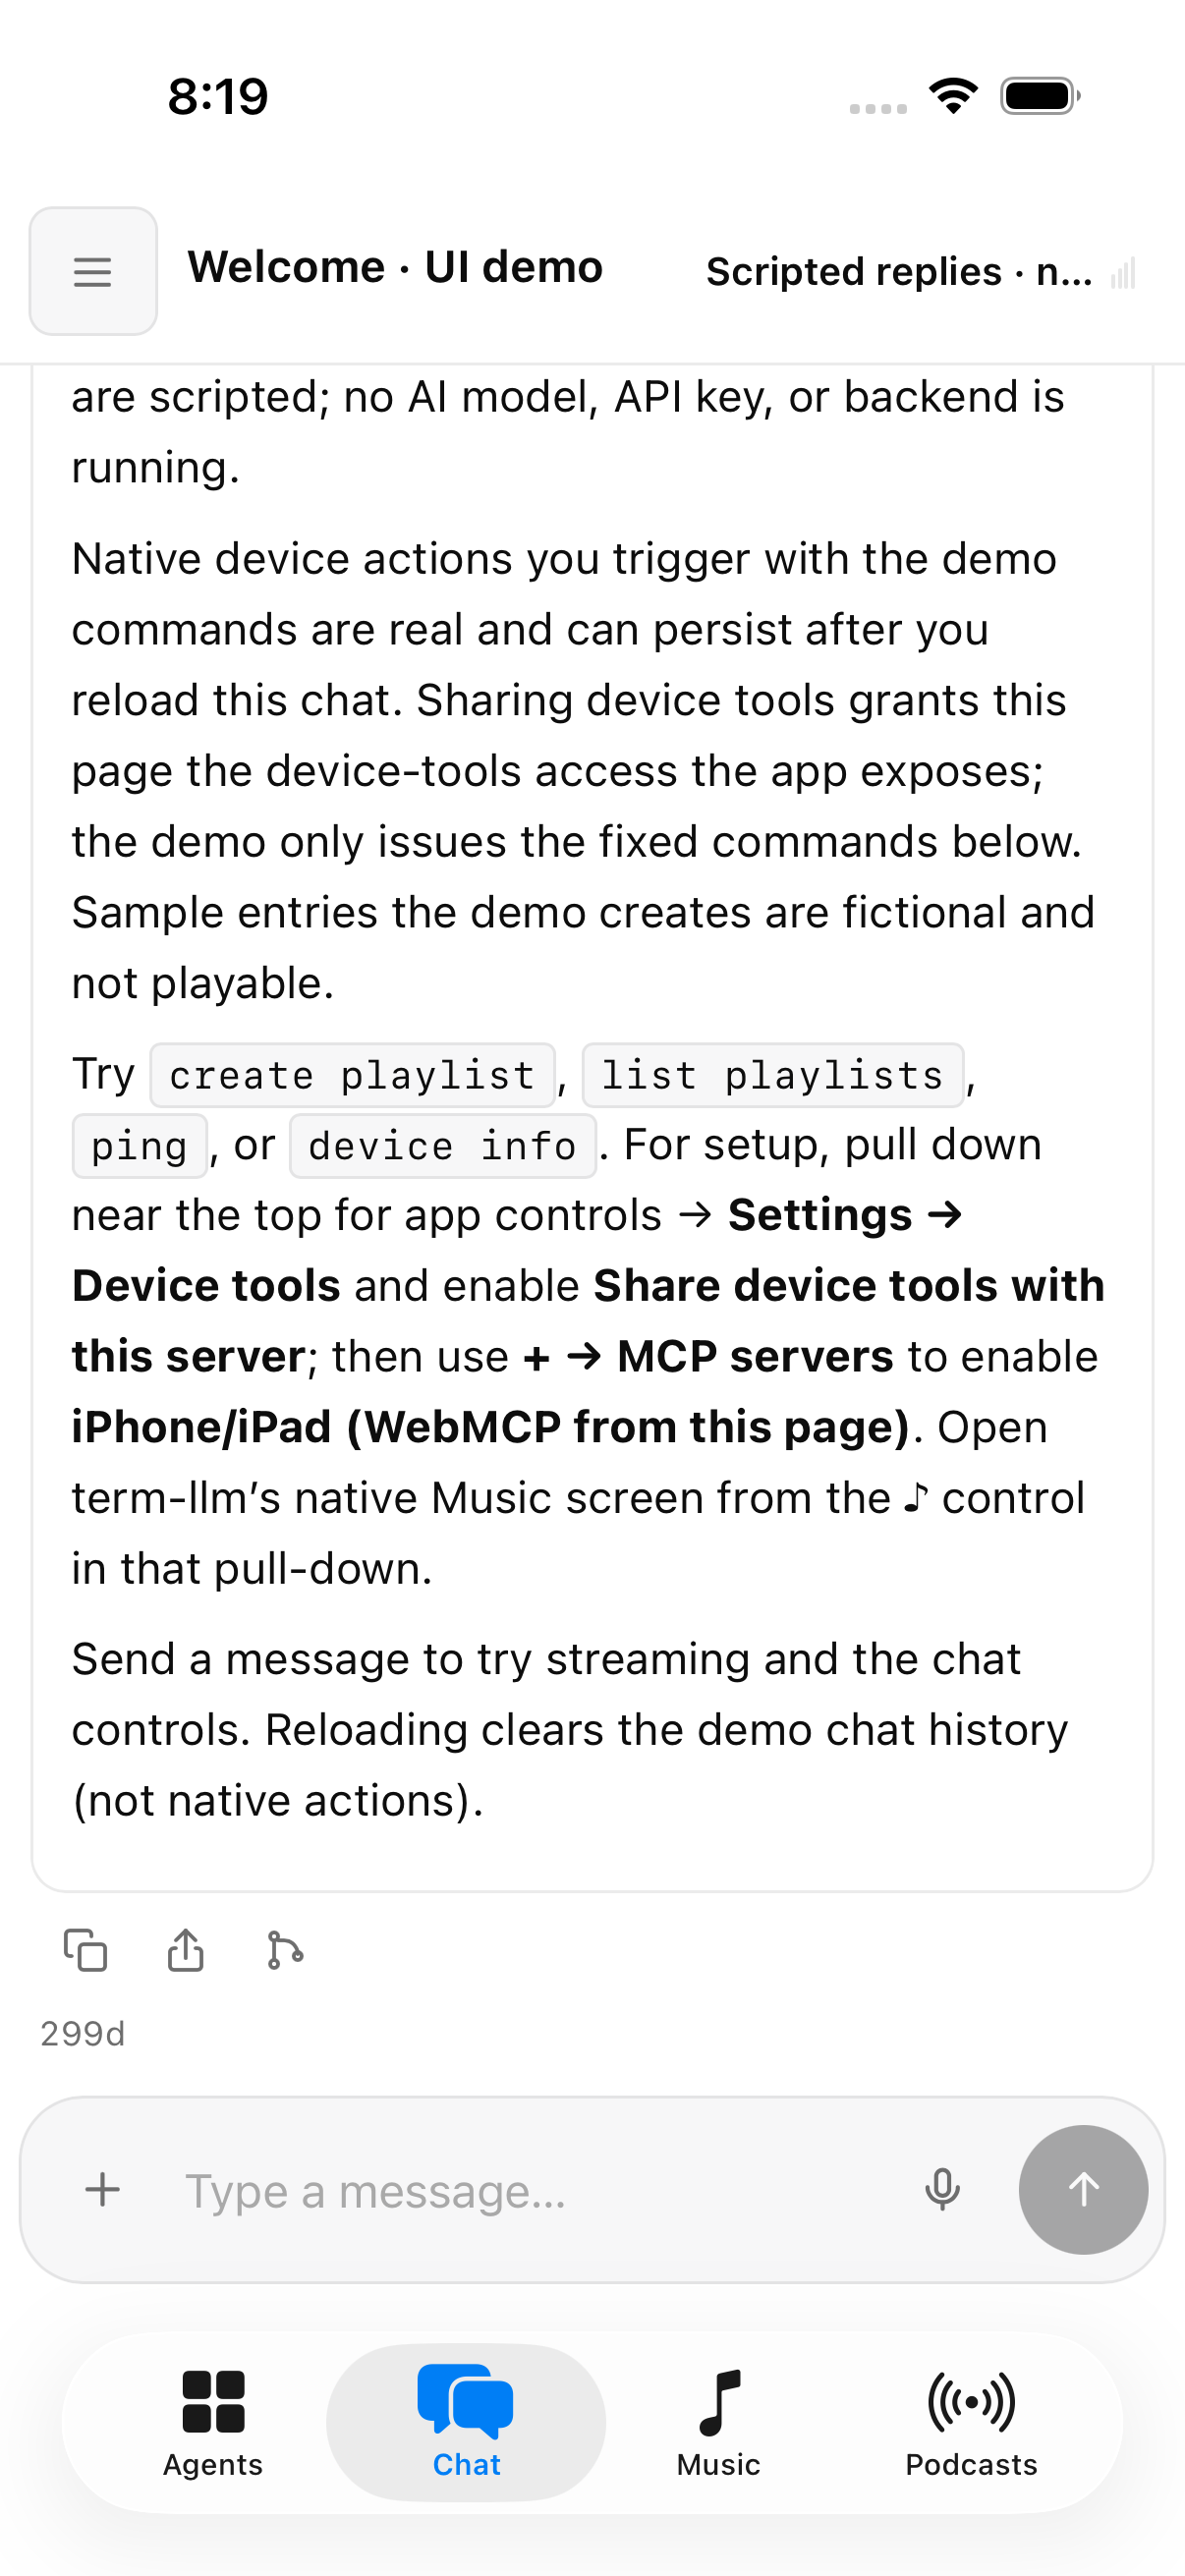 8:19
Welcome · UI demo
Scripted replies · n...
are scripted; no AI model, API key, or backend is
running.
Native device actions you trigger with the demo
commands are real and can persist after you
reload this chat. Sharing device tools grants this
page the device-tools access the app exposes;
the demo only issues the fixed commands below.
Sample entries the demo creates are fictional and
not playable.
Try create playlist, list playlists,
ping, or device info. For setup, pull down
near the top for app controls → Settings →
Device tools and enable Share device tools with
this server; then use + → MCP servers to enable
iPhone/iPad (WebMCP from this page). Open
term-llm’s native Music screen from the ♪ control
in that pull-down.
Send a message to try streaming and the chat
controls. Reloading clears the demo chat history
(not native actions).
299d
Type a message...
Agents
Chat
Music
Podcasts